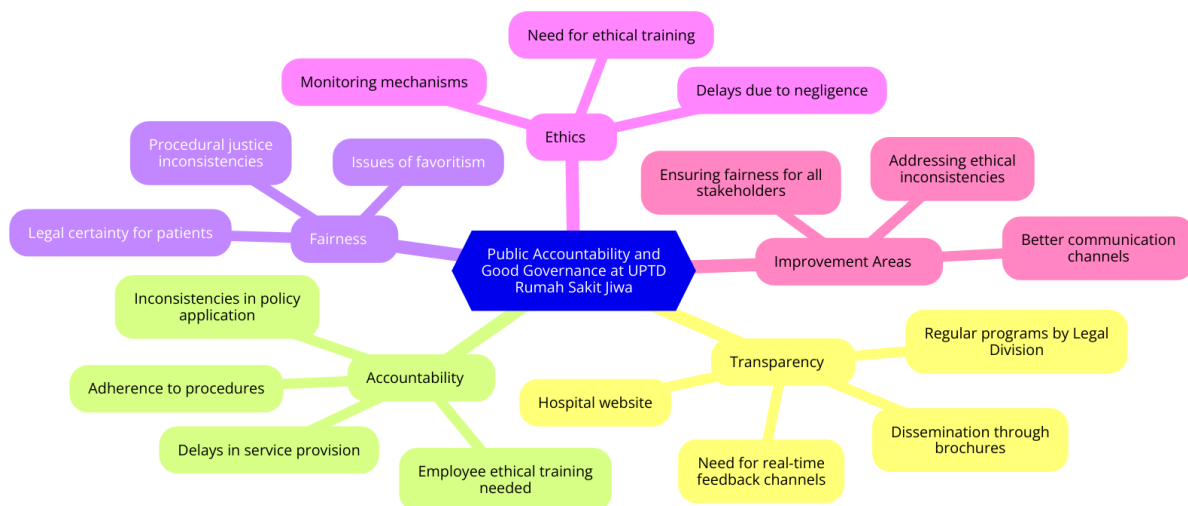 Need for ethical training
Monitoring mechanisms
Delays due to negligence
Ethics
Procedural justice
inconsistencies
Issues of favoritism
Legal certainty for patients
Fairness
Ensuring fairness for all
stakeholders
Addressing ethical
inconsistencies
Better communication
channels
Improvement Areas
Public Accountability and
Good Governance at UPTD
Rumah Sakit Jiwa
Inconsistencies in policy
application
Accountability
Adherence to procedures
Delays in service provision
Employee ethical training
needed
Transparency
Regular programs by Legal
Division
Hospital website
Dissemination through
brochures
Need for real-time
feedback channels